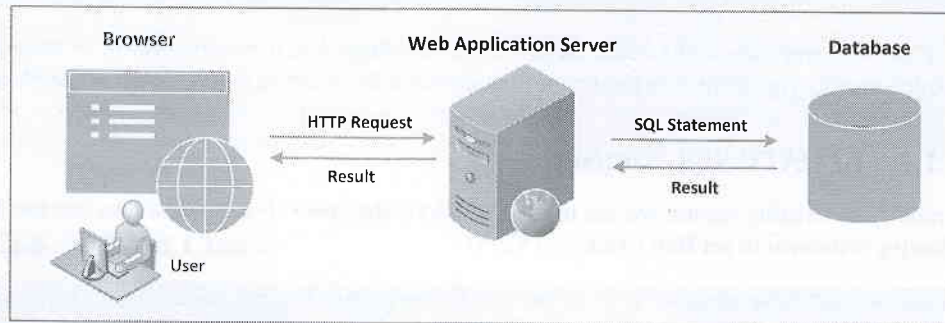 Browser
Web Application Server
Database
HTTP Request
SQL Statement
Result
Result
User